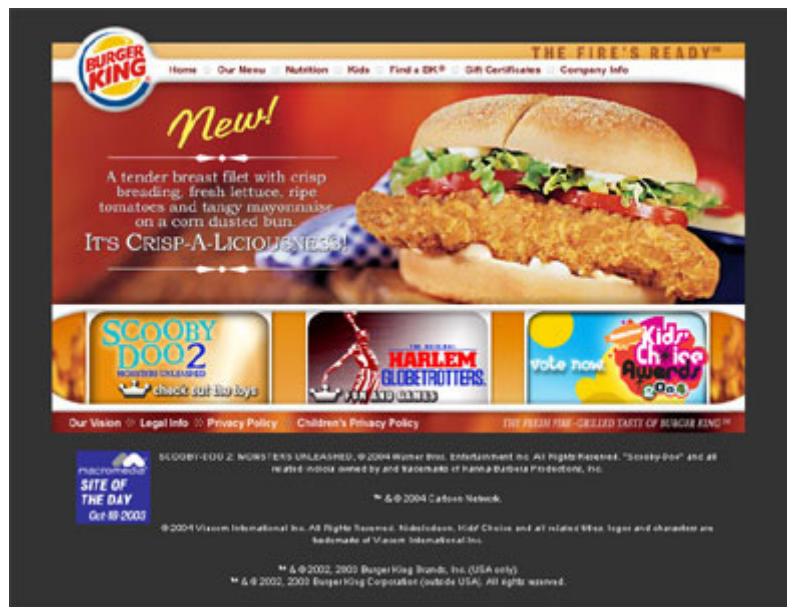 BURGER
KING
THE FIRE'S READY™
Home Our Menu Nutrition Kids Find a BK® Gift Certificates Company Info
New!
A tender breast filet with crisp
breading, fresh lettuce, ripe
tomatoes and tangy mayonnaise
on a corn dusted bun.
IT'S CRISP-A-LICIOUSNESS!
SCOOBY
DOO 2
MONSTERS UNLEASHED
check out the toys
THE ORIGINAL
HARLEM
GLOBETROTTERS.
FUN AND GAMES
vote now
Kids'
Choice
Awards
2004
Our Vision Legal Info Privacy Policy Children's Privacy Policy
THE FRESH FIRE-GRILLED TASTE OF BURGER KING™
macromedia
SITE OF
THE DAY
Oct-18-2003
SCOOBY-DOO 2: MONSTERS UNLEASHED, © 2004 Warner Bros. Entertainment Inc. All Rights Reserved. "Scooby-Doo" and all
related indicia owned by and trademark of Hanna-Barbera Productions, Inc.
™ & © 2004 Cartoon Network.
© 2004 Viacom International Inc. All Rights Reserved. Nickelodeon, Kids' Choice and all related titles, logos and characters are
trademarks of Viacom International Inc.
™ & © 2002, 2003 Burger King Brands, Inc. (USA only).
™ & © 2002, 2003 Burger King Corporation (outside USA). All rights reserved.